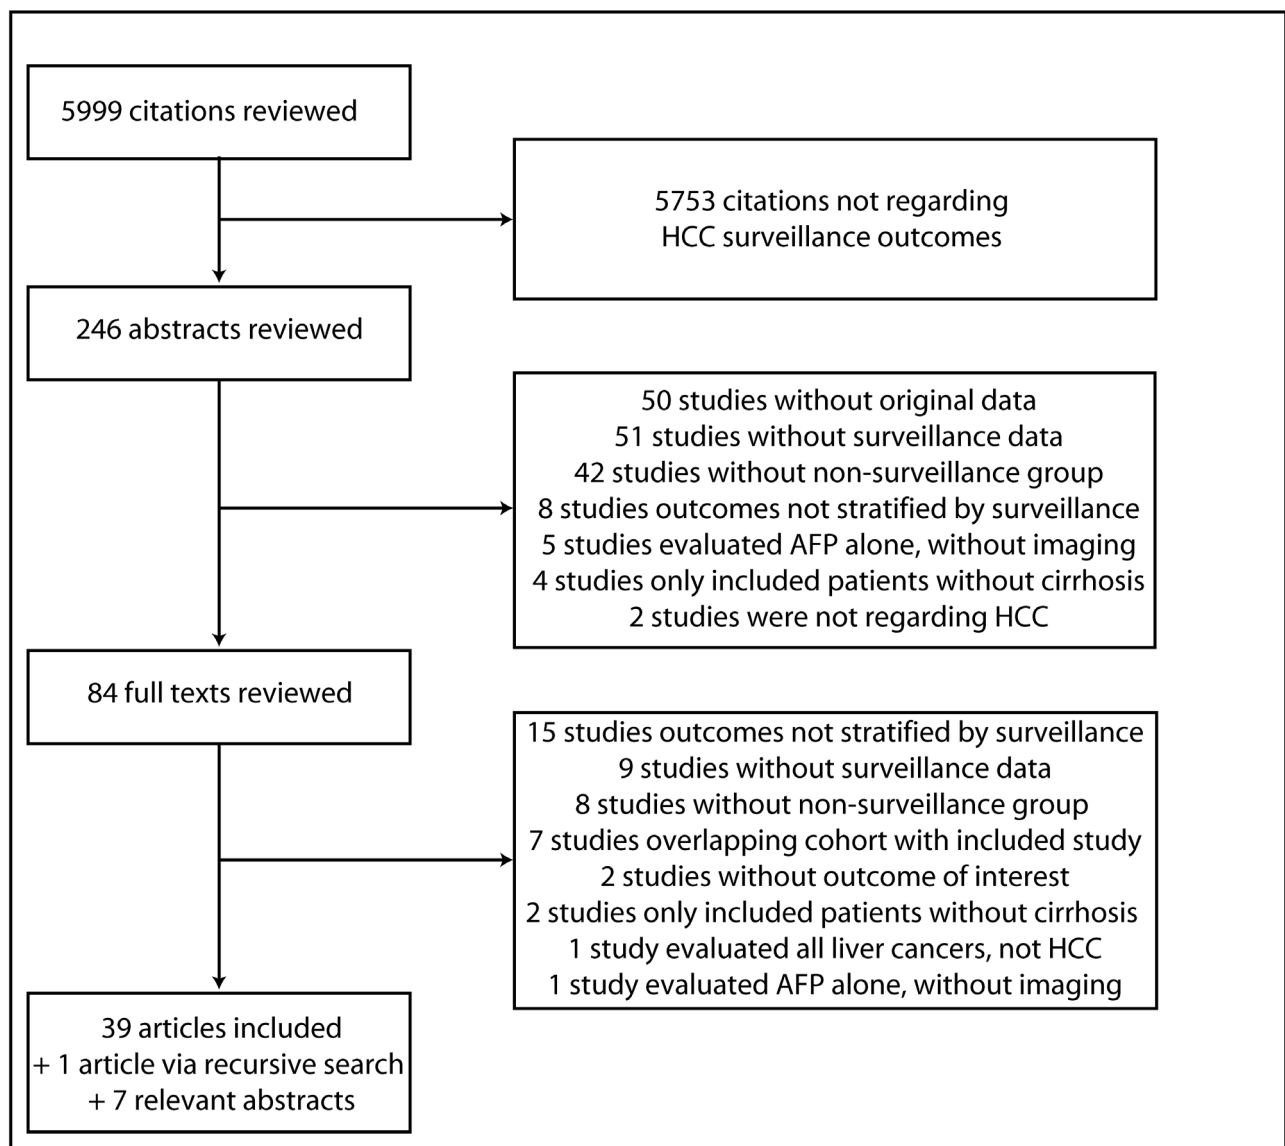 5999 citations reviewed
5753 citations not regarding
HCC surveillance outcomes
246 abstracts reviewed
50 studies without original data
51 studies without surveillance data
42 studies without non-surveillance group
8 studies outcomes not stratified by surveillance
5 studies evaluated AFP alone, without imaging
4 studies only included patients without cirrhosis
2 studies were not regarding HCC
84 full texts reviewed
15 studies outcomes not stratified by surveillance
9 studies without surveillance data
8 studies without non-surveillance group
7 studies overlapping cohort with included study
2 studies without outcome of interest
2 studies only included patients without cirrhosis
1 study evaluated all liver cancers, not HCC
1 study evaluated AFP alone, without imaging
39 articles included
+ 1 article via recursive search
+ 7 relevant abstracts